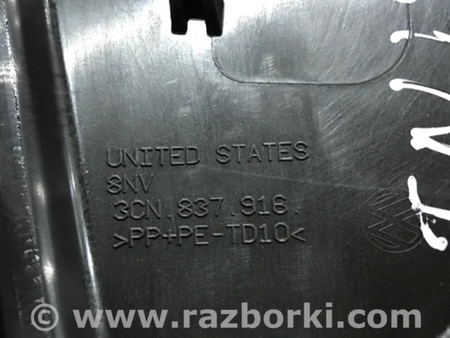 UNITED STATES
8NV
3CN.837.916.
>PP+PE-TD10<
© www.razborki.com